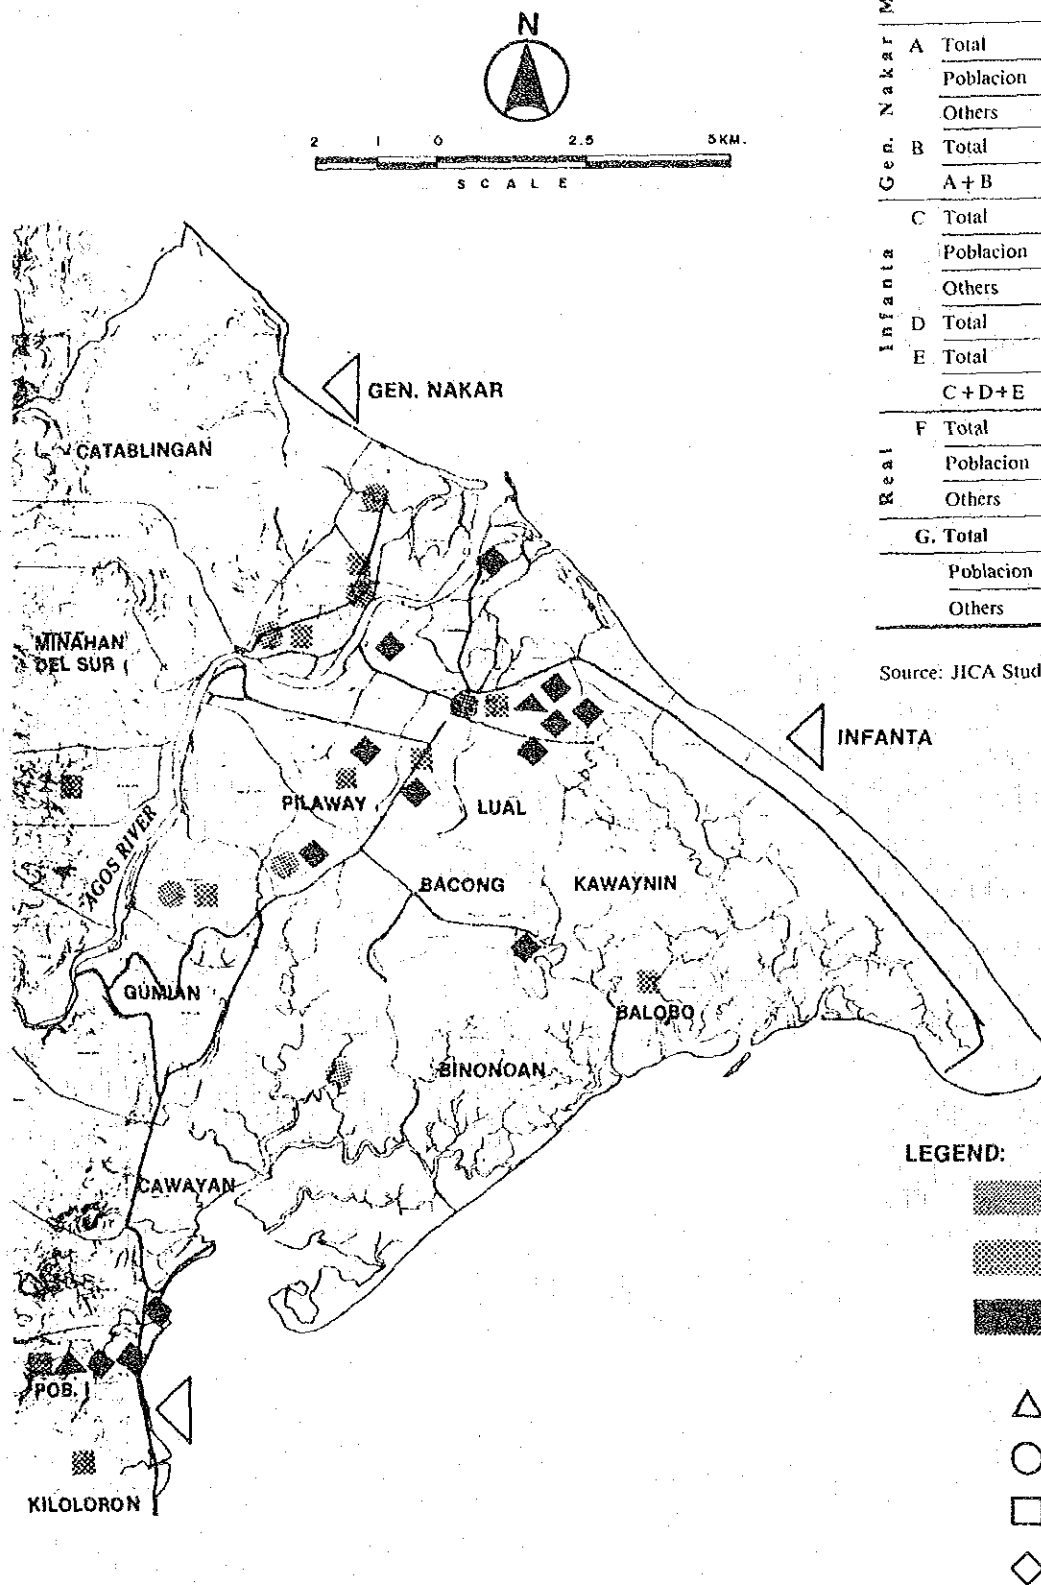 N
2 1 0 2.5 5KM.
SCALE
Gen. Nakar
A Total
Poblacion
Others
B Total
A+B
Infanta
C Total
Poblacion
Others
D Total
E Total
C+D+E
Real
F Total
Poblacion
Others
G. Total
Poblacion
Others
Source: JICA Stud
GEN. NAKAR
CATABLINGAN
MINAHAN
DEL SUR
INFANTA
PILAWAY
LUAL
AGOS RIVER
BACONG
KAWAYNIN
GUMIAN
BALOBO
BINONOAN
CAWAYAN
POB. I
KILOLORON
LEGEND: